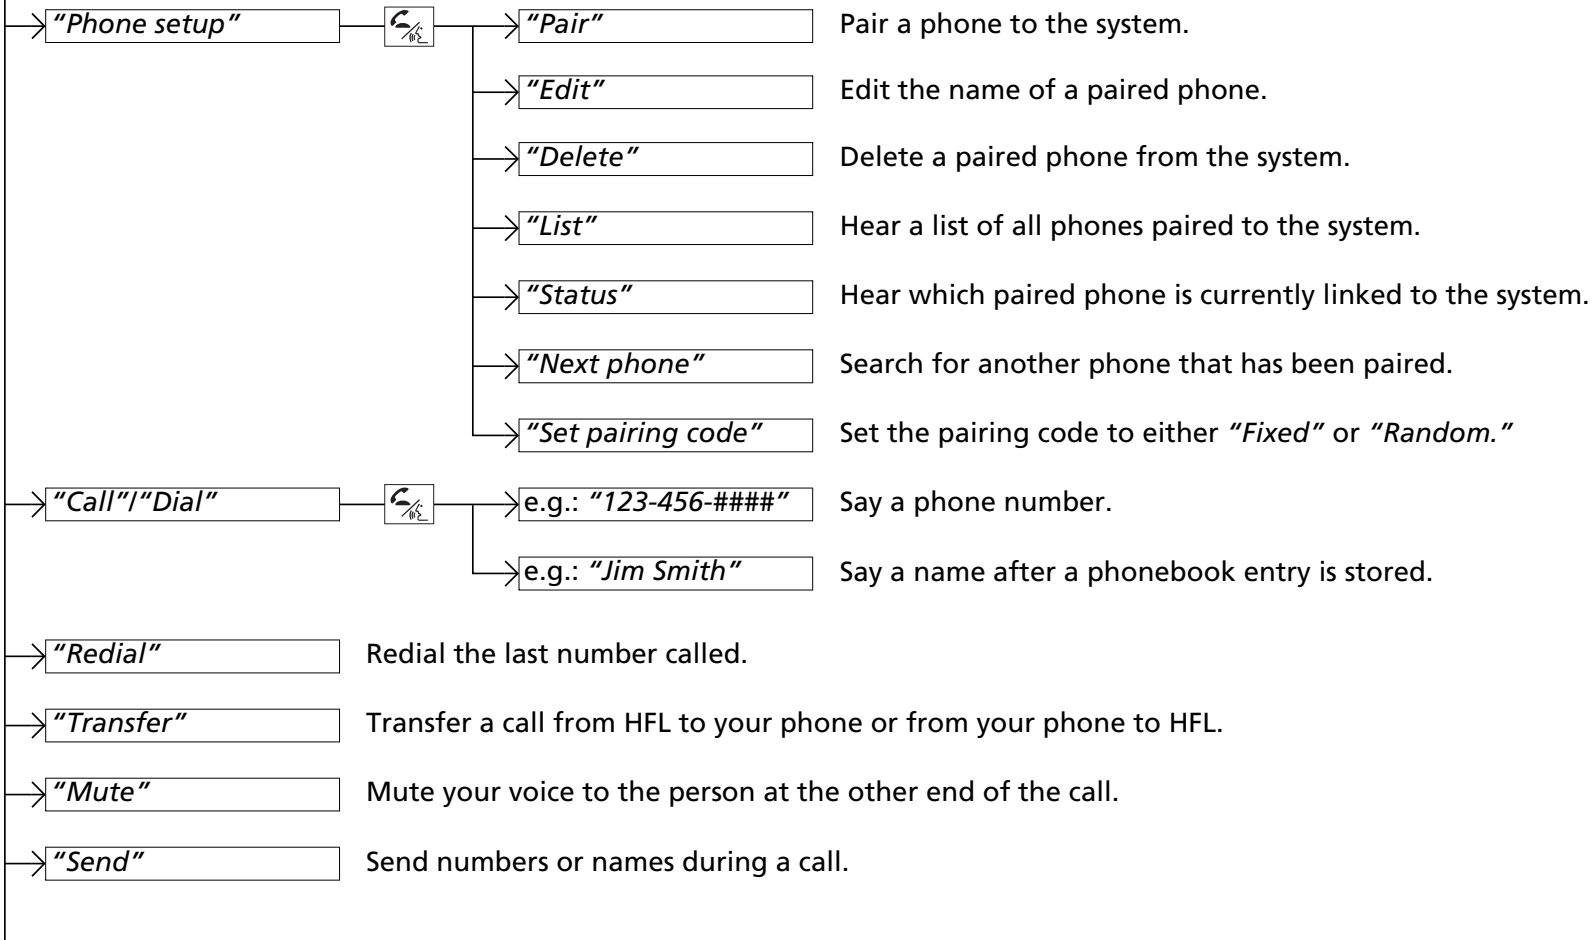 “Phone setup” “Pair” Pair a phone to the system.
“Edit” Edit the name of a paired phone.
“Delete” Delete a paired phone from the system.
“List” Hear a list of all phones paired to the system.
“Status” Hear which paired phone is currently linked to the system.
“Next phone” Search for another phone that has been paired.
“Set pairing code” Set the pairing code to either “Fixed” or “Random.”
“Call”/“Dial” e.g.: “123-456-####” Say a phone number.
e.g.: “Jim Smith” Say a name after a phonebook entry is stored.
“Redial” Redial the last number called.
“Transfer” Transfer a call from HFL to your phone or from your phone to HFL.
“Mute” Mute your voice to the person at the other end of the call.
“Send” Send numbers or names during a call.